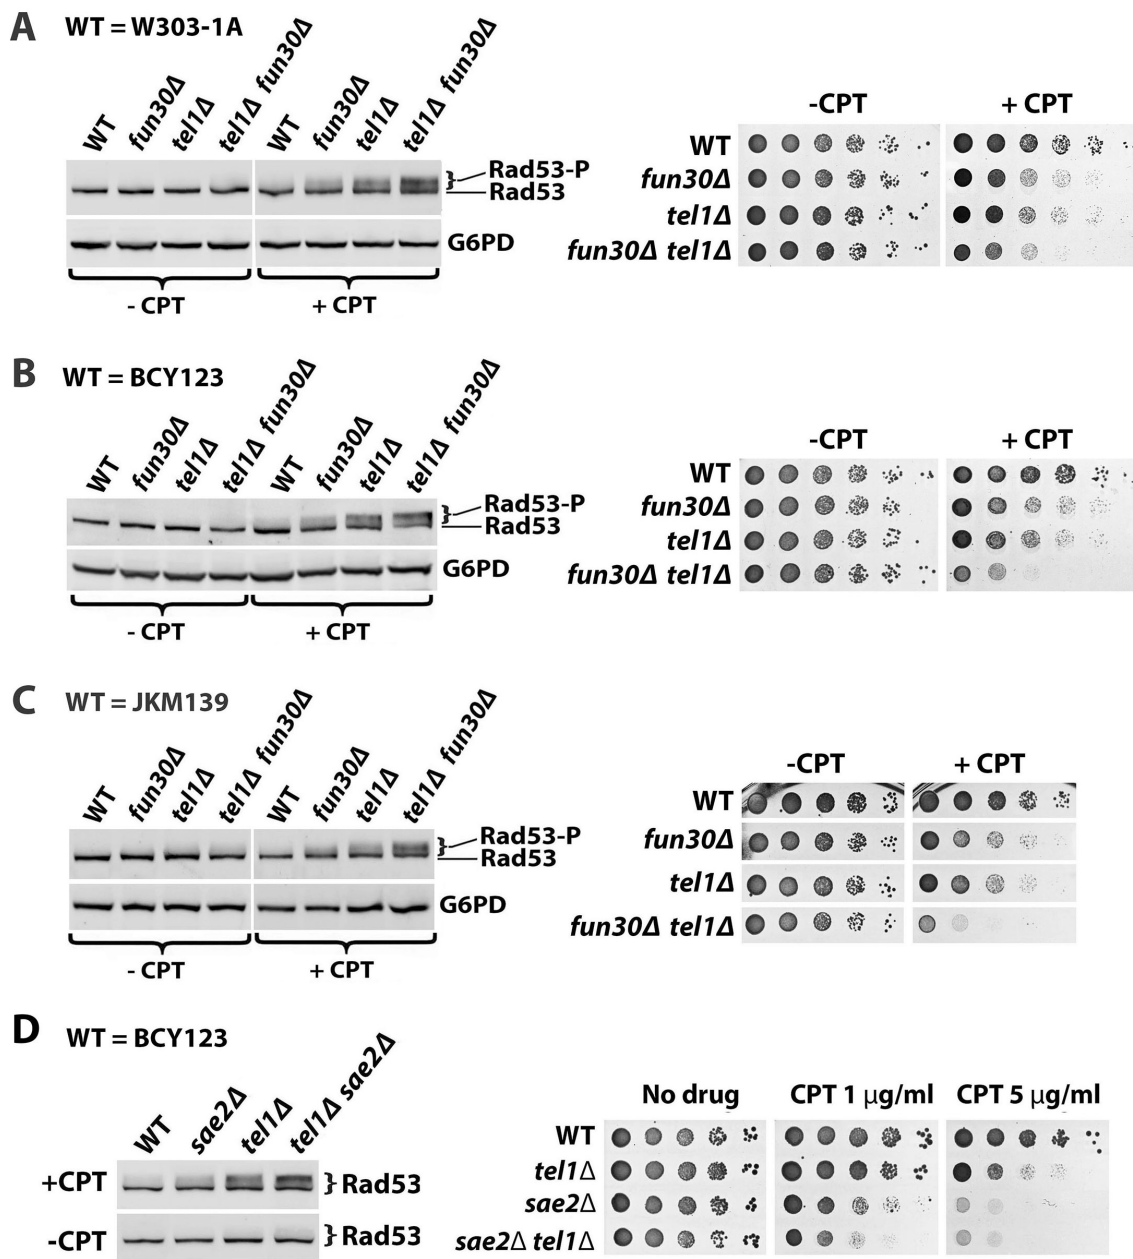 A WT = W303-1A
WT fun30Δ tel1Δ tel1Δ fun30Δ WT fun30Δ tel1Δ tel1Δ fun30Δ
Rad53-P
Rad53
G6PD
- CPT + CPT
-CPT + CPT
WT
fun30Δ
tel1Δ
fun30Δ tel1Δ
B WT = BCY123
WT fun30Δ tel1Δ tel1Δ fun30Δ WT fun30Δ tel1Δ tel1Δ fun30Δ
Rad53-P
Rad53
G6PD
- CPT + CPT
-CPT + CPT
WT
fun30Δ
tel1Δ
fun30Δ tel1Δ
C WT = JKM139
WT fun30Δ tel1Δ tel1Δ fun30Δ WT fun30Δ tel1Δ tel1Δ fun30Δ
Rad53-P
Rad53
G6PD
- CPT + CPT
-CPT + CPT
WT
fun30Δ
tel1Δ
fun30Δ tel1Δ
D WT = BCY123
WT sae2Δ tel1Δ tel1Δ sae2Δ
+CPT Rad53
-CPT Rad53
No drug CPT 1 µg/ml CPT 5 µg/ml
WT
tel1Δ
sae2Δ
sae2Δ tel1Δ